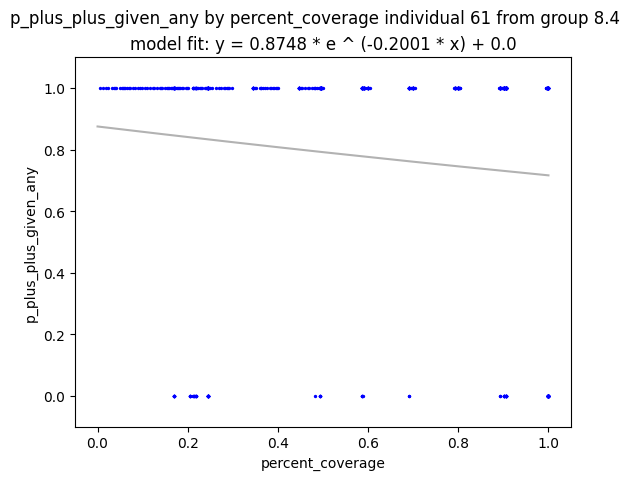 p_plus_plus_given_any by percent_coverage individual 61 from group 8.4
model fit: y = 0.8748 * e ^ (-0.2001 * x) + 0.0
p_plus_plus_given_any
1.0
0.8
0.6
0.4
0.2
0.0
0.0 0.2 0.4 0.6 0.8 1.0
percent_coverage